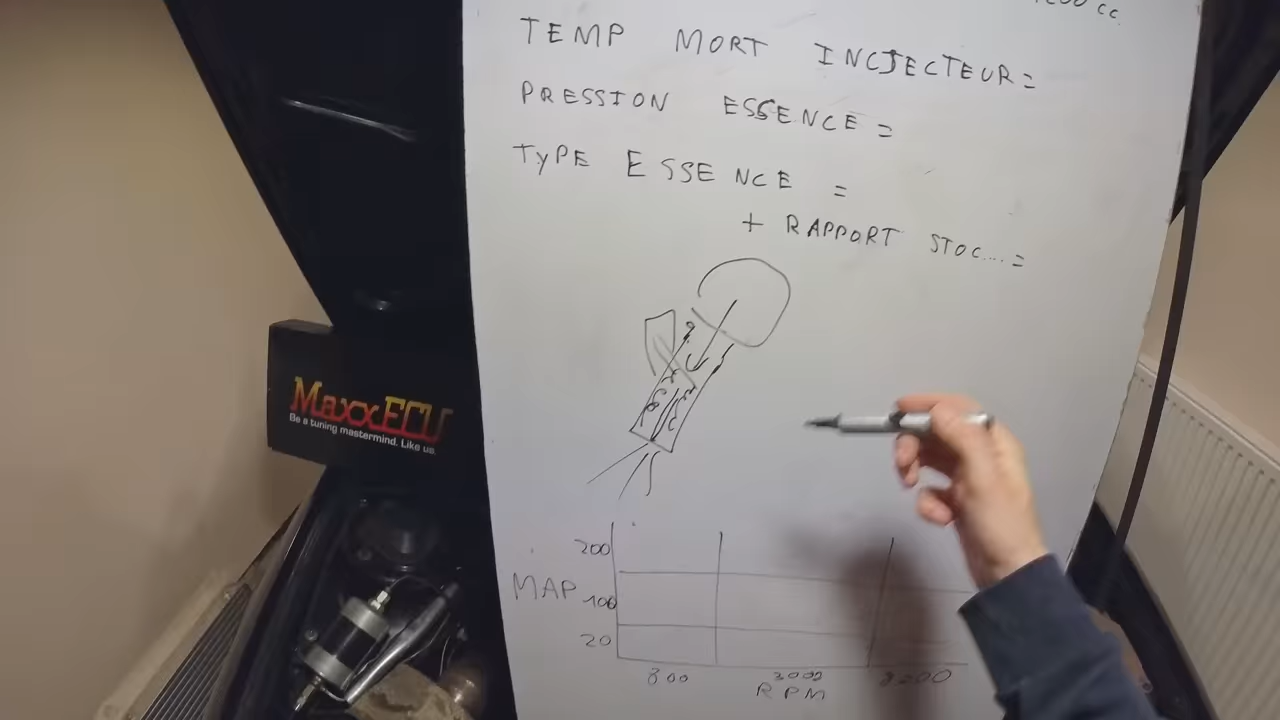 TEMP MORT INCJECTEUR=
PRESSION ESSENCE =
TYPE ESSENCE =
+ RAPPORT STOC....=
MaxxECU
Be a tuning mastermind. Like us.
200
MAP 100
20
800 3000 8200
RPM